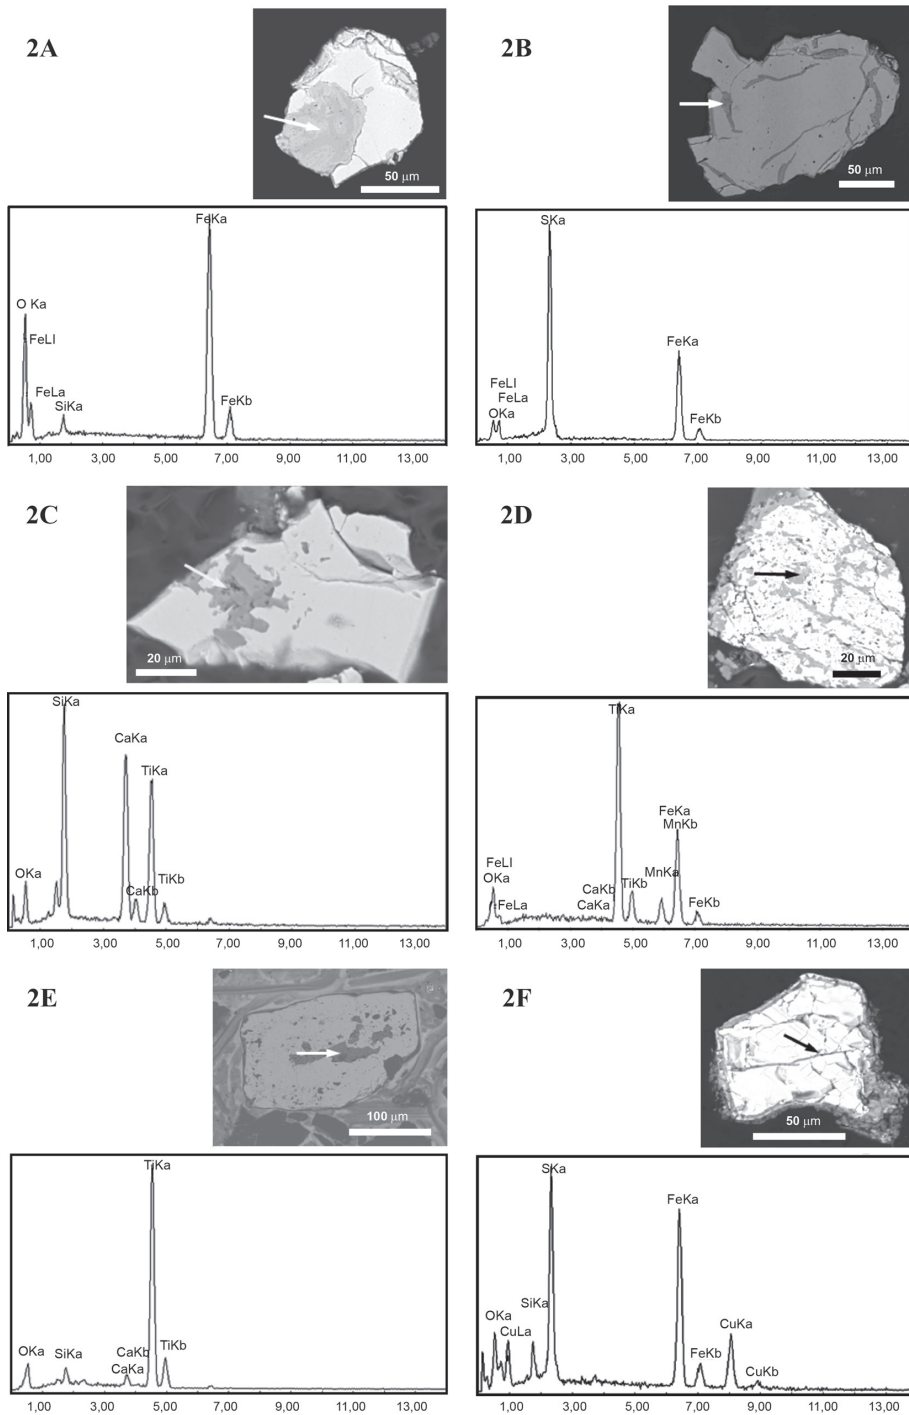 2A
50 µm
FeKa
O Ka
FeLl
FeLa
SiKa
FeKb
1,00 3,00 5,00 7,00 9,00 11,00 13,00
2B
50 µm
SKa
FeKa
FeLl
FeLa
OKa
FeKb
1,00 3,00 5,00 7,00 9,00 11,00 13,00
2C
20 µm
SiKa
CaKa
TiKa
OKa
CaKb
TiKb
1,00 3,00 5,00 7,00 9,00 11,00 13,00
2D
20 µm
TiKa
FeKa
MnKb
FeLl
OKa
MnKa
CaKb
TiKb
FeLa
CaKa
FeKb
1,00 3,00 5,00 7,00 9,00 11,00 13,00
2E
100 µm
TiKa
OKa
SiKa
CaKb
CaKa
TiKb
1,00 3,00 5,00 7,00 9,00 11,00 13,00
2F
50 µm
SKa
FeKa
SiKa
OKa
CuLa
CuKa
FeKb
CuKb
1,00 3,00 5,00 7,00 9,00 11,00 13,00